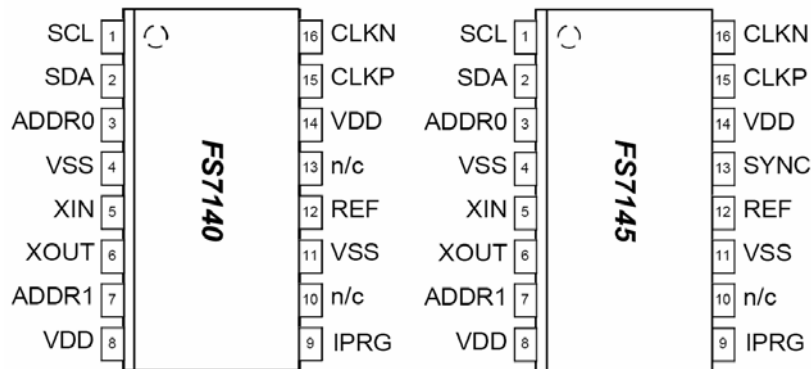 SCL 1 16 CLKN SCL 1 16 CLKN
SDA 2 15 CLKP SDA 2 15 CLKP
ADDR0 3 14 VDD ADDR0 3 14 VDD
VSS 4 13 n/c VSS 4 13 SYNC
XIN 5 12 REF XIN 5 12 REF
XOUT 6 11 VSS XOUT 6 11 VSS
ADDR1 7 10 n/c ADDR1 7 10 n/c
VDD 8 9 IPRG VDD 8 9 IPRG
FS7140
FS7145